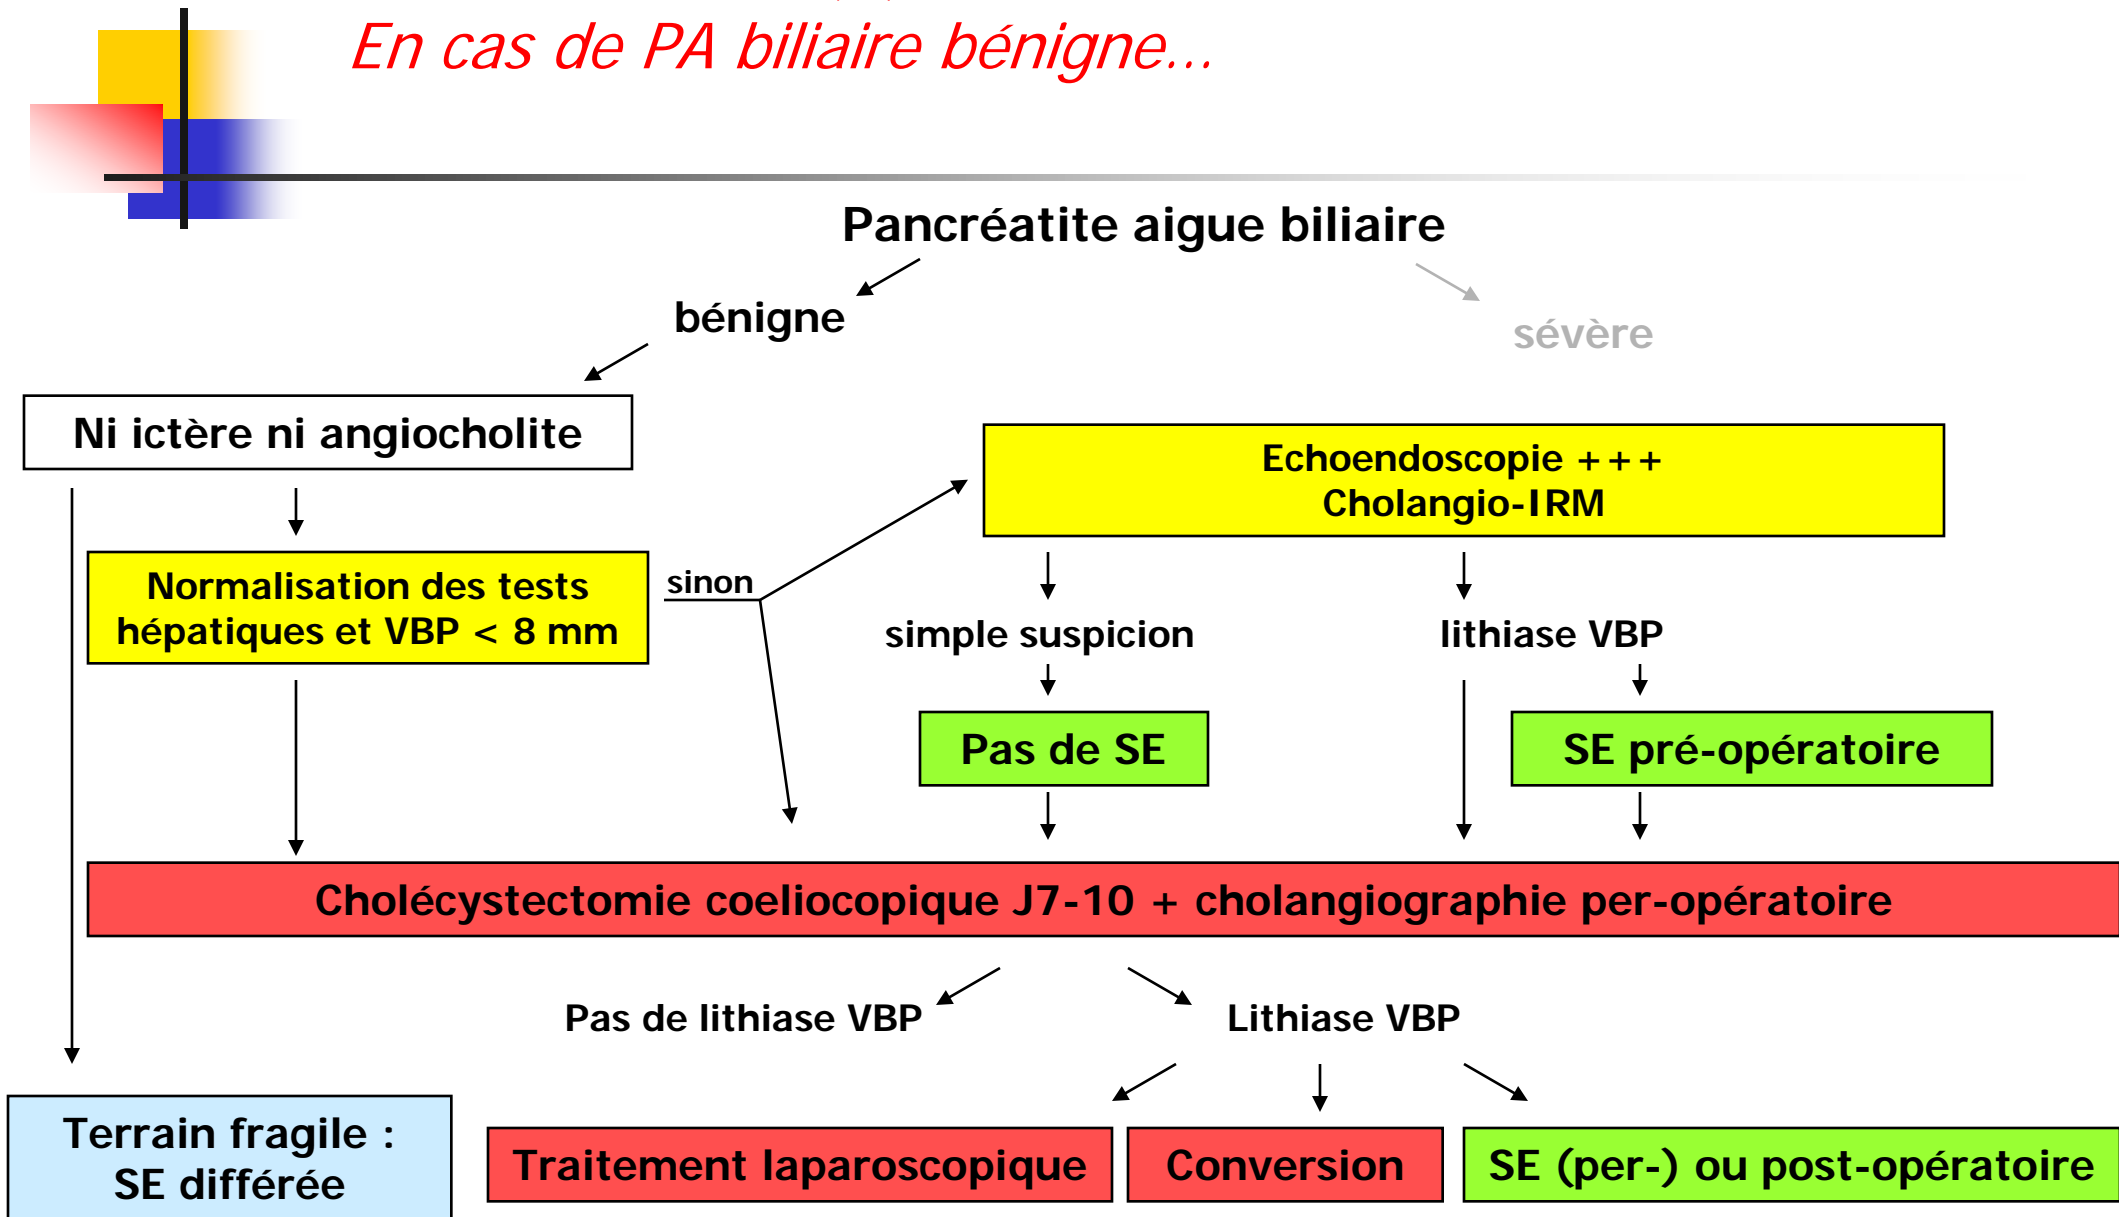 En cas de PA biliaire bénigne...
Pancréatite aigue biliaire
bénigne
sévère
Ni ictère ni angiocholite
Echoendoscopie +++
Cholangio-IRM
Normalisation des tests
hépatiques et VBP < 8 mm
sinon
simple suspicion
lithiase VBP
Pas de SE
SE pré-opératoire
Cholécystectomie coeliocopique J7-10 + cholangiographie per-opératoire
Pas de lithiase VBP
Lithiase VBP
Terrain fragile :
SE différée
Traitement laparoscopique
Conversion
SE (per-) ou post-opératoire